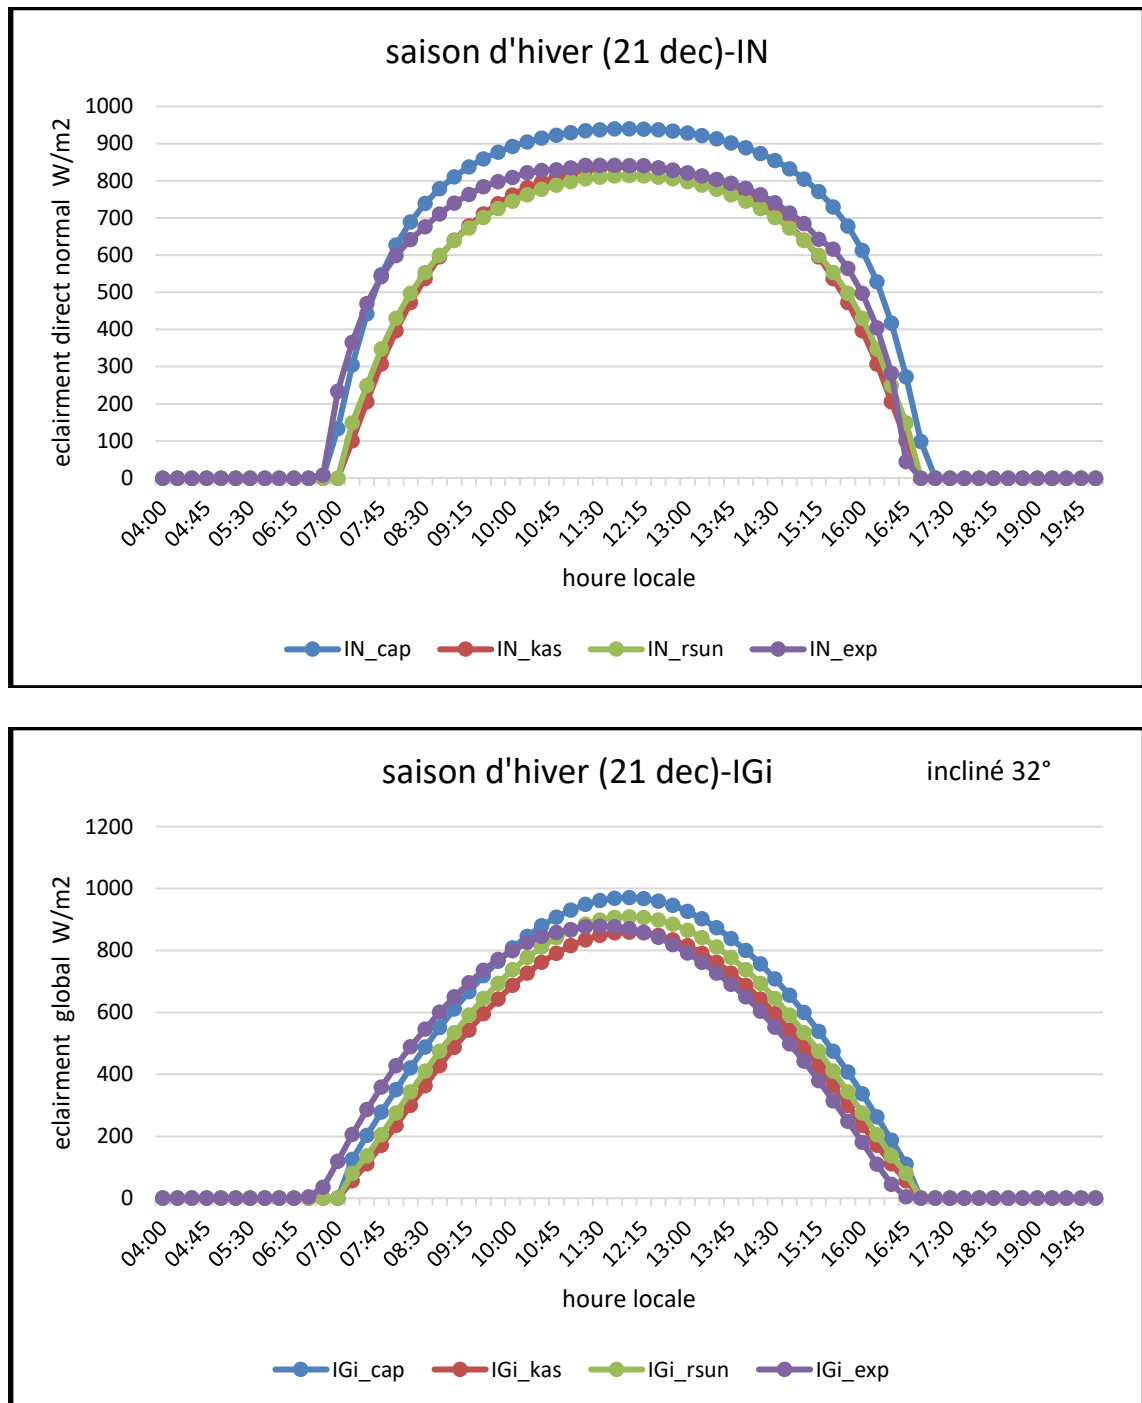 saison d'hiver (21 dec)-IN
eclairment direct normal W/m2
1000
900
800
700
600
500
400
300
200
100
0
04:00 04:45 05:30 06:15 07:00 07:45 08:30 09:15 10:00 10:45 11:30 12:15 13:00 13:45 14:30 15:15 16:00 16:45 17:30 18:15 19:00 19:45
houre locale
IN_cap IN_kas IN_rsun IN_exp
saison d'hiver (21 dec)-IGi incliné 32°
eclairment global W/m2
1200
1000
800
600
400
200
0
04:00 04:45 05:30 06:15 07:00 07:45 08:30 09:15 10:00 10:45 11:30 12:15 13:00 13:45 14:30 15:15 16:00 16:45 17:30 18:15 19:00 19:45
houre locale
IGi_cap IGi_kas IGi_rsun IGi_exp